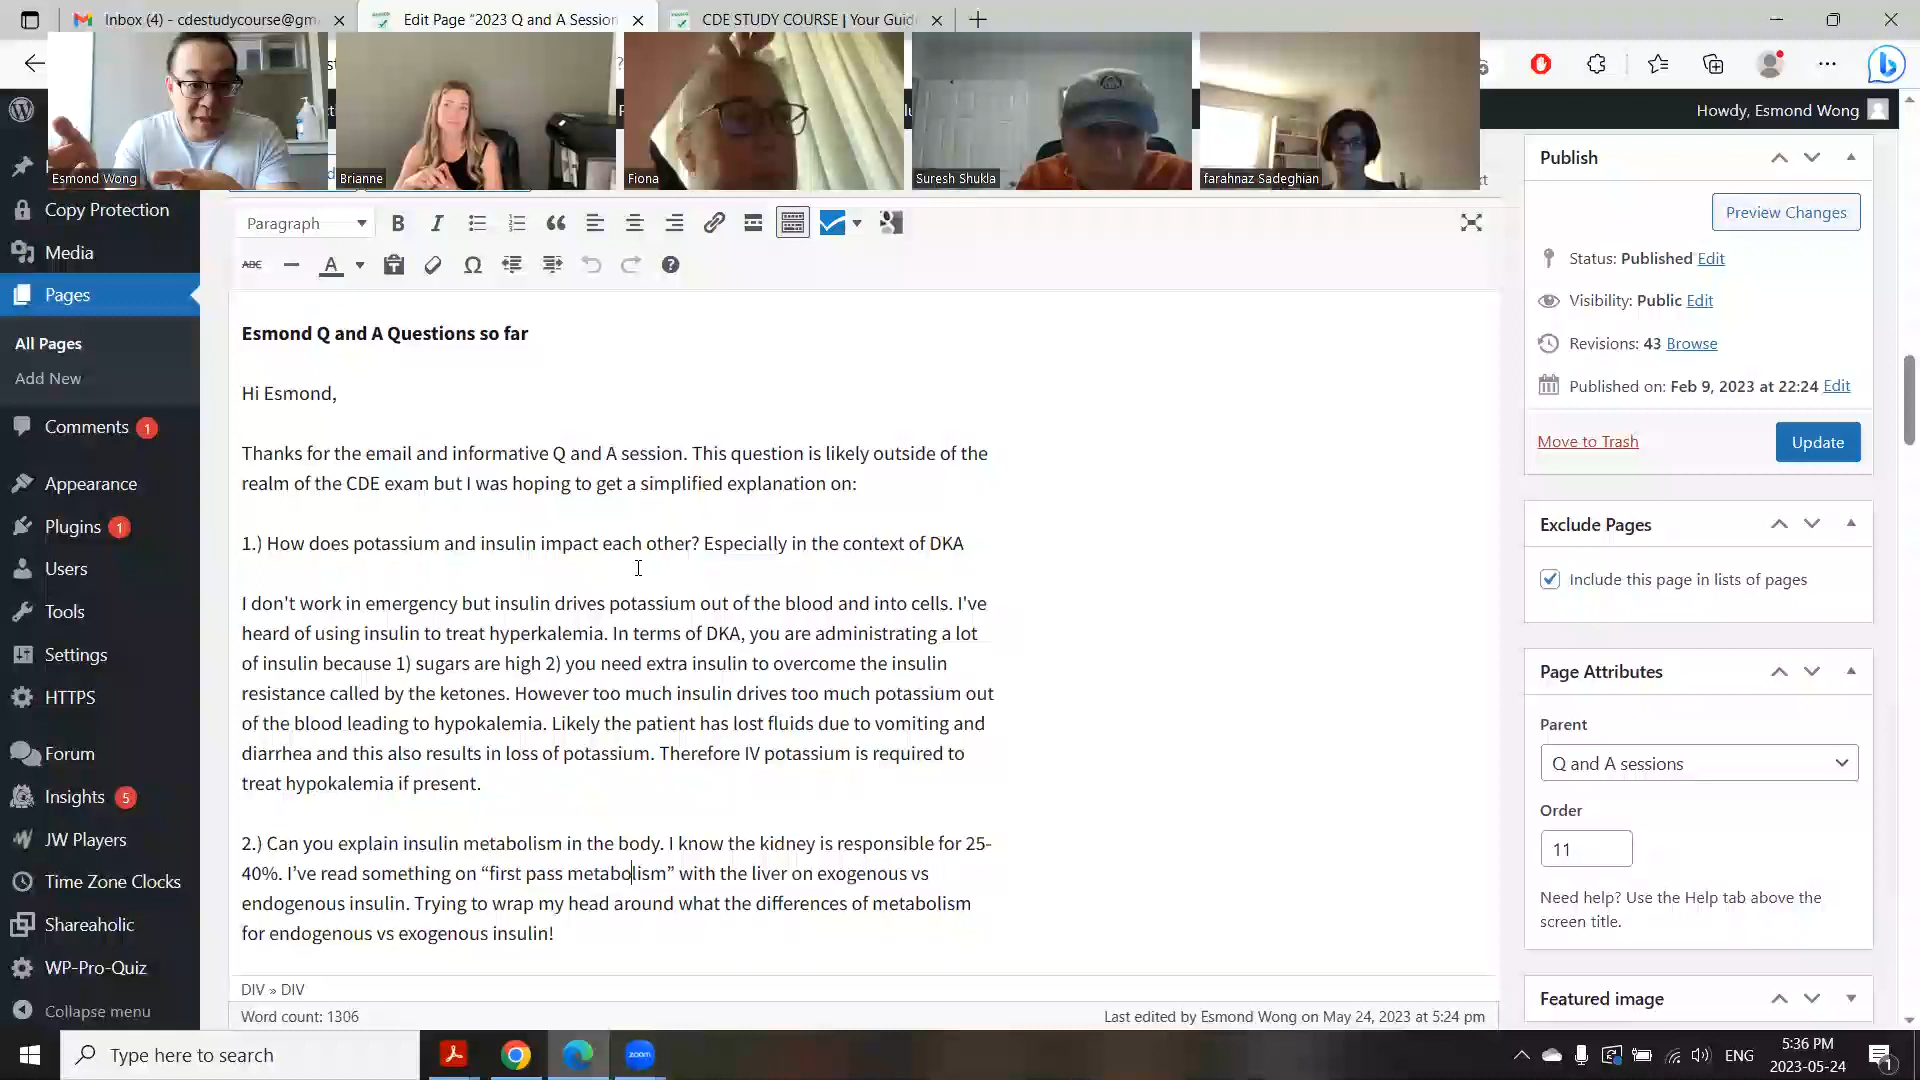 Inbox (4) - cdestudycourse@gm
Edit Page "2023 Q and A Session
CDE STUDY COURSE | Your Guid
Howdy, Esmond Wong
Esmond Wong
Brianne
Fiona
Suresh Shukla
farahnaz Sadeghian
Copy Protection
Media
Pages
All Pages
Add New
Comments 1
Appearance
Plugins 1
Users
Tools
Settings
HTTPS
Forum
Insights 5
JW Players
Time Zone Clocks
Shareaholic
WP-Pro-Quiz
Collapse menu
Paragraph
B I
ABC
A
Esmond Q and A Questions so far
Hi Esmond,
Thanks for the email and informative Q and A session. This question is likely outside of the
realm of the CDE exam but I was hoping to get a simplified explanation on:
1.) How does potassium and insulin impact each other? Especially in the context of DKA
I don't work in emergency but insulin drives potassium out of the blood and into cells. I've
heard of using insulin to treat hyperkalemia. In terms of DKA, you are administrating a lot
of insulin because 1) sugars are high 2) you need extra insulin to overcome the insulin
resistance called by the ketones. However too much insulin drives too much potassium out
of the blood leading to hypokalemia. Likely the patient has lost fluids due to vomiting and
diarrhea and this also results in loss of potassium. Therefore IV potassium is required to
treat hypokalemia if present.
2.) Can you explain insulin metabolism in the body. I know the kidney is responsible for 25-
40%. I've read something on “first pass metabolism” with the liver on exogenous vs
endogenous insulin. Trying to wrap my head around what the differences of metabolism
for endogenous vs exogenous insulin!
DIV » DIV
Word count: 1306
Last edited by Esmond Wong on May 24, 2023 at 5:24 pm
Publish
Preview Changes
Status: Published Edit
Visibility: Public Edit
Revisions: 43 Browse
Published on: Feb 9, 2023 at 22:24 Edit
Move to Trash
Update
Exclude Pages
Include this page in lists of pages
Page Attributes
Parent
Q and A sessions
Order
11
Need help? Use the Help tab above the
screen title.
Featured image
Type here to search
zoom
ENG
5:36 PM
2023-05-24
1